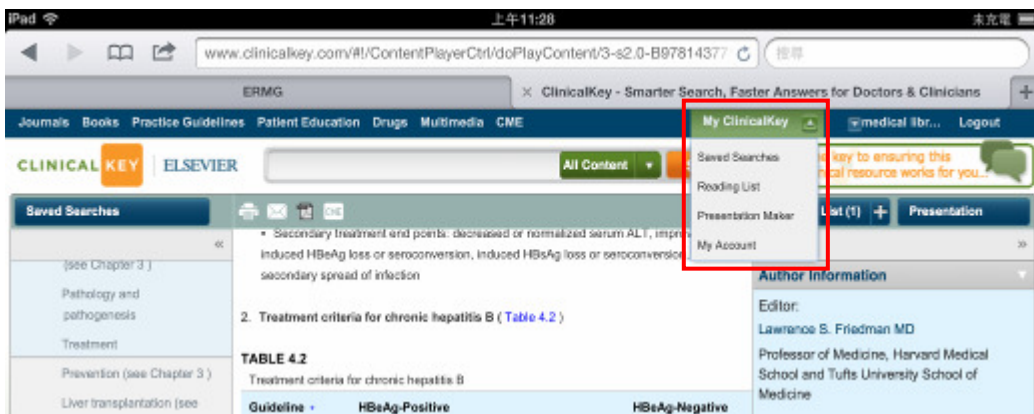 iPad 上午11:28 未充電
www.clinicalkey.com/#!/ContentPlayerCtrl/doPlayContent/3-s2.0-B97814377 搜尋
ERMG × ClinicalKey - Smarter Search, Faster Answers for Doctors & Clinicians +
Journals Books Practice Guidelines Patient Education Drugs Multimedia CME My ClinicalKey medical libr... Logout
CLINICAL KEY ELSEVIER All Content
key to ensuring this
resource works for you...
Saved Searches
Reading List
Presentation Maker
My Account
Saved Searches CME List (1) + Presentation
«
»
(see Chapter 3 )
Pathology and
pathogenesis
Treatment
Prevention (see Chapter 3 )
Liver transplantation (see
• Secondary treatment end points: decreased or normalized serum ALT,
induced HBeAg loss or seroconversion, induced HBsAg loss or seroconversion
secondary spread of infection
2. Treatment criteria for chronic hepatitis B ( Table 4.2 )
TABLE 4.2
Treatment criteria for chronic hepatitis B
Guideline HBeAg-Positive HBeAg-Negative
Author Information
Editor:
Lawrence S. Friedman MD
Professor of Medicine, Harvard Medical
School and Tufts University School of
Medicine